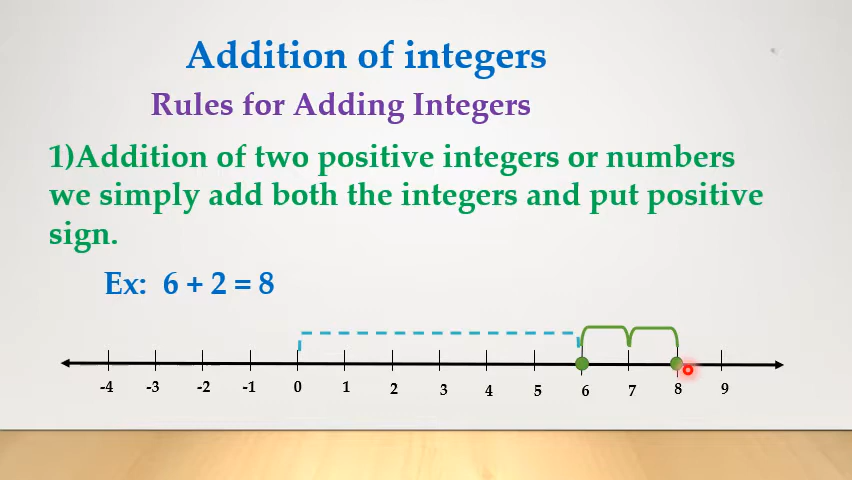 Addition of integers
Rules for Adding Integers
1)Addition of two positive integers or numbers
we simply add both the integers and put positive
sign.
Ex: 6 + 2 = 8
-4 -3 -2 -1 0 1 2 3 4 5 6 7 8 9